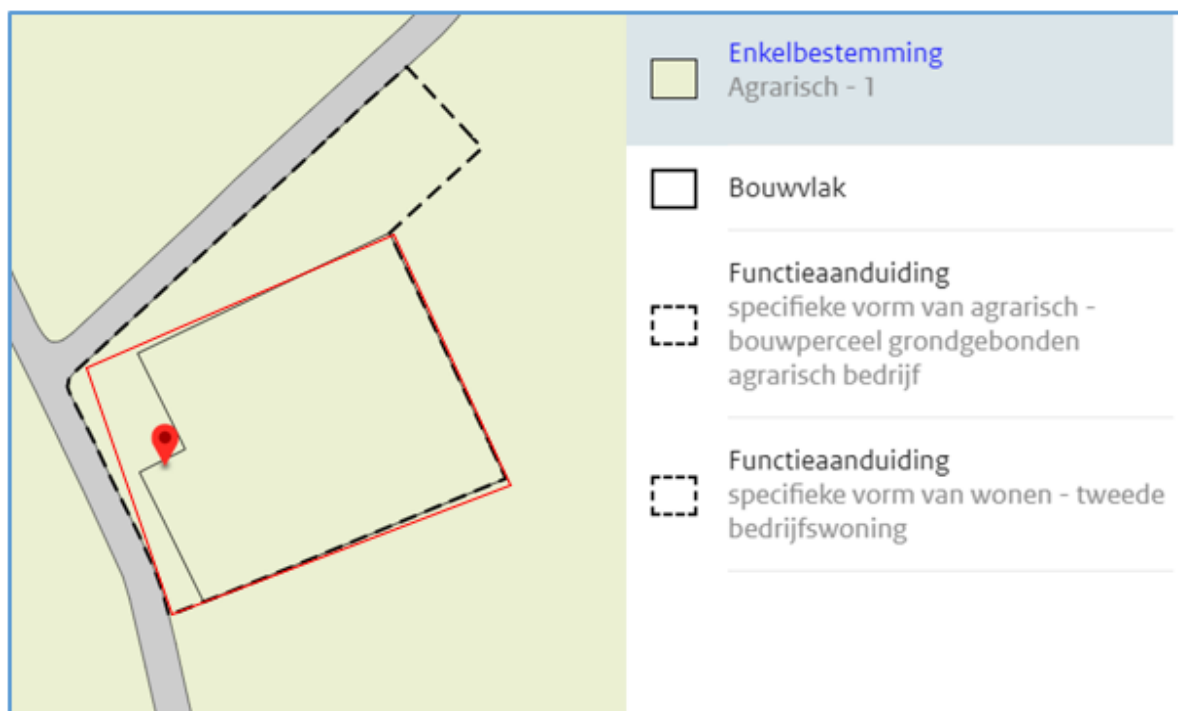 Enkelbestemming
Agrarisch - 1
Bouwvlak
Functieaanduiding
specifieke vorm van agrarisch -
bouwperceel grondgebonden
agrarisch bedrijf
Functieaanduiding
specifieke vorm van wonen - tweede
bedrijfswoning